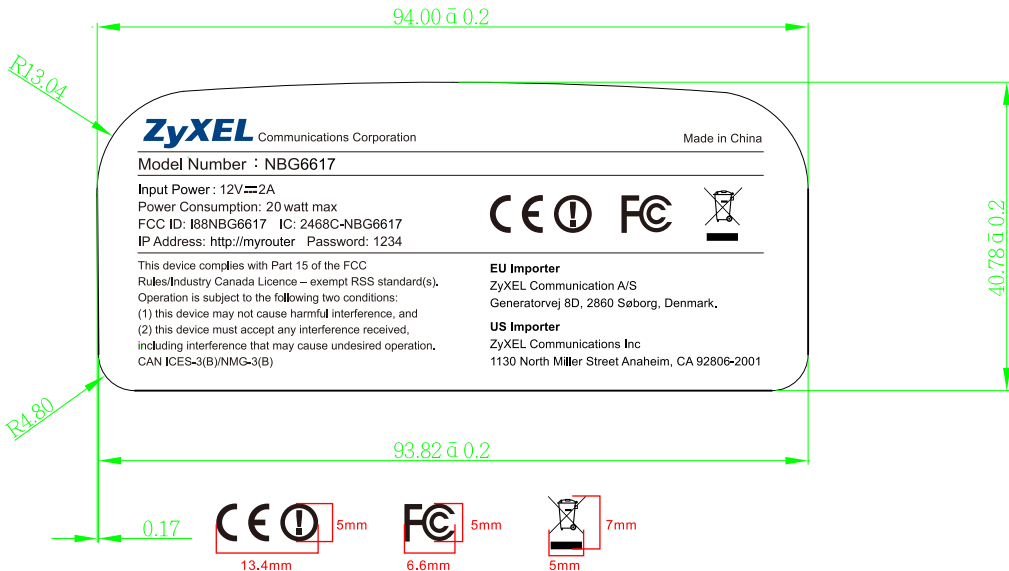 94.00 ā 0.2
R13.04
ZyXEL Communications Corporation
Made in China
Model Number : NBG6617
Input Power : 12V⎓2A
Power Consumption: 20 watt max
FCC ID: I88NBG6617 IC: 2468C-NBG6617
IP Address: http://myrouter Password: 1234
CE
FC
40.78 ā 0.2
This device complies with Part 15 of the FCC
Rules/Industry Canada Licence – exempt RSS standard(s).
Operation is subject to the following two conditions:
(1) this device may not cause harmful interference, and
(2) this device must accept any interference received,
including interference that may cause undesired operation.
CAN ICES-3(B)/NMG-3(B)
EU Importer
ZyXEL Communication A/S
Generatorvej 8D, 2860 Søborg, Denmark.
US Importer
ZyXEL Communications Inc
1130 North Miller Street Anaheim, CA 92806-2001
R4.80
93.82 ā 0.2
0.17
CE
5mm
13.4mm
FC
5mm
6.6mm
7mm
5mm